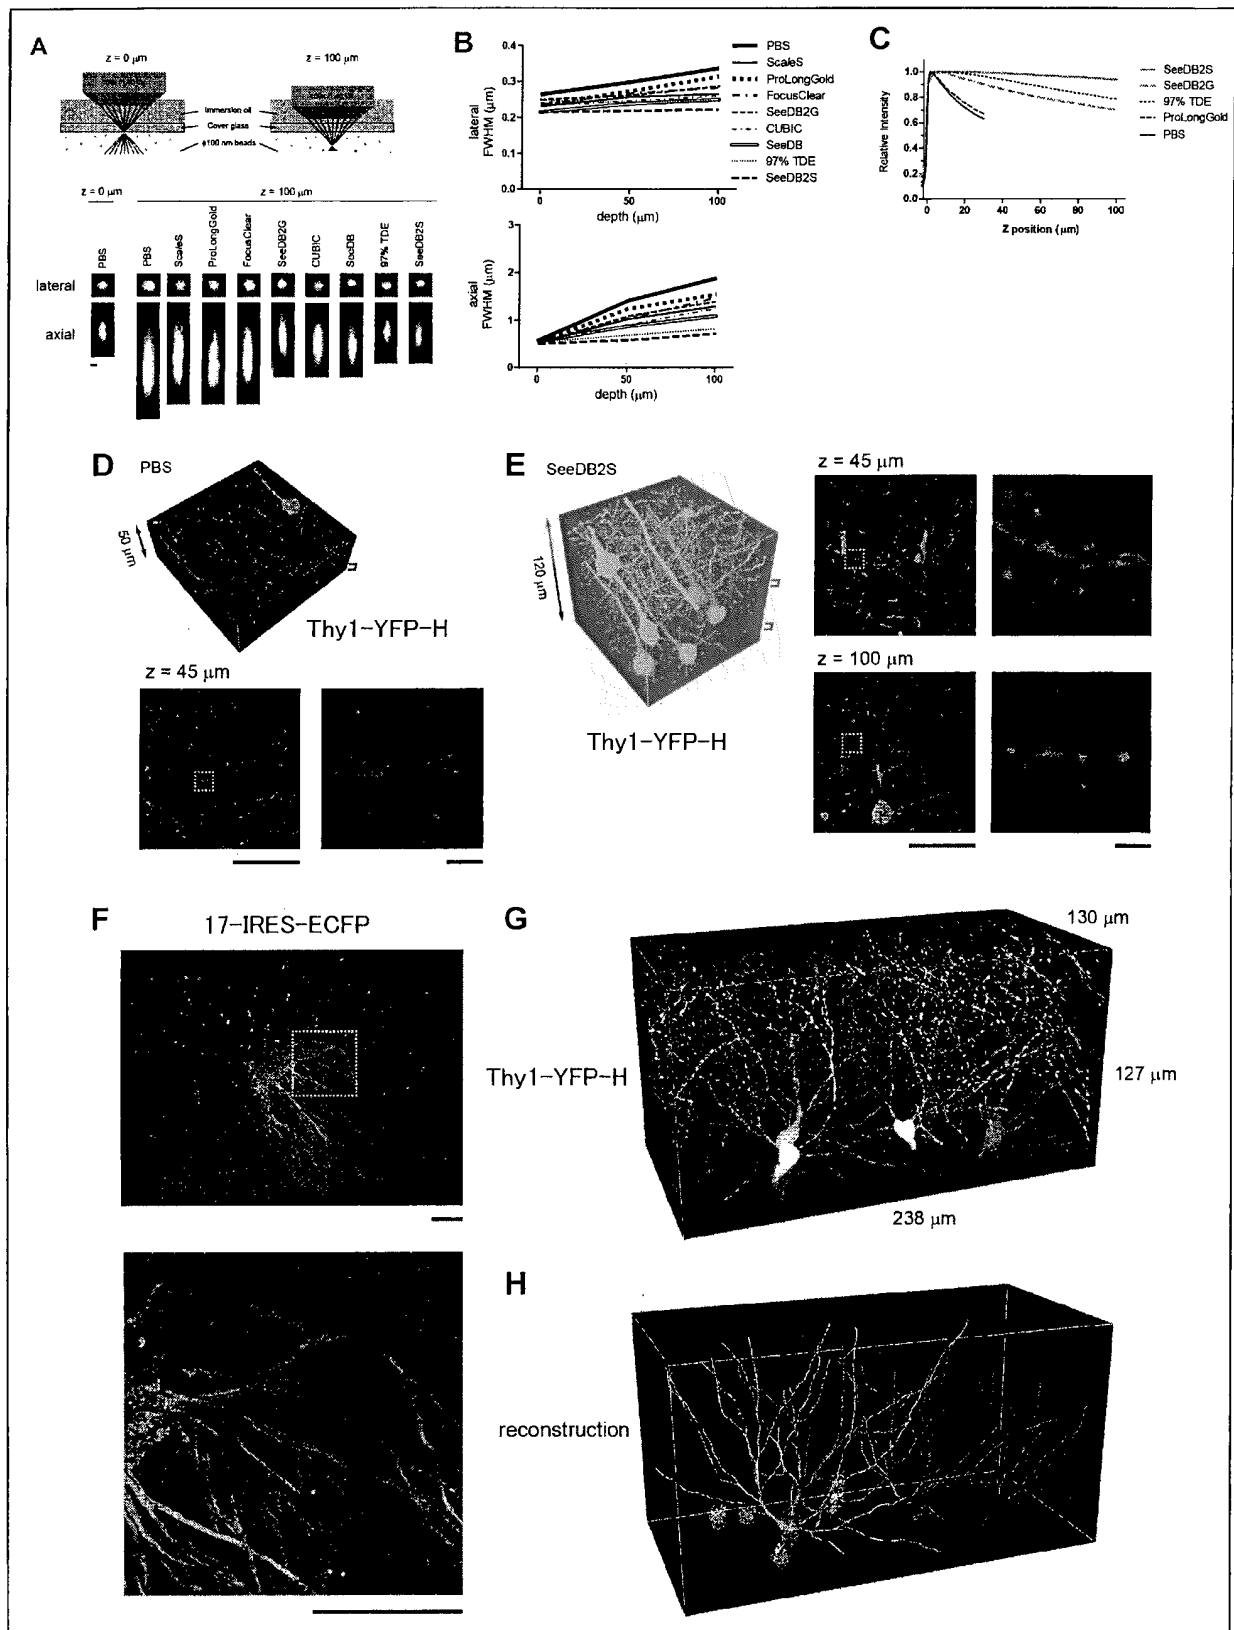 A
z = 0 µm
z = 100 µm
Immersion oil
Cover glass
φ100 nm beads
z = 0 µm
z = 100 µm
PBS
PBS
ScaleS
ProLongGold
FocusClear
SeeDB2G
CUBIC
SeeDB
97% TDE
SeeDB2S
lateral
axial
B
0.4
0.3
0.2
0.1
0.0
lateral
FWHM (µm)
0
50
100
depth (µm)
PBS
ScaleS
ProLongGold
FocusClear
SeeDB2G
CUBIC
SeeDB
97% TDE
SeeDB2S
3
2
1
0
axial
FWHM (µm)
0
50
100
depth (µm)
C
1.0
0.8
0.6
0.4
0.2
0.0
Relative Intensity
0
20
40
60
80
100
Z position (µm)
SeeDB2S
SeeDB2G
97% TDE
ProLongGold
PBS
D
PBS
50 µm
Thy1-YFP-H
z = 45 µm
E
SeeDB2S
120 µm
Thy1-YFP-H
z = 45 µm
z = 100 µm
F
17-IRES-ECFP
G
130 µm
Thy1-YFP-H
127 µm
238 µm
H
reconstruction